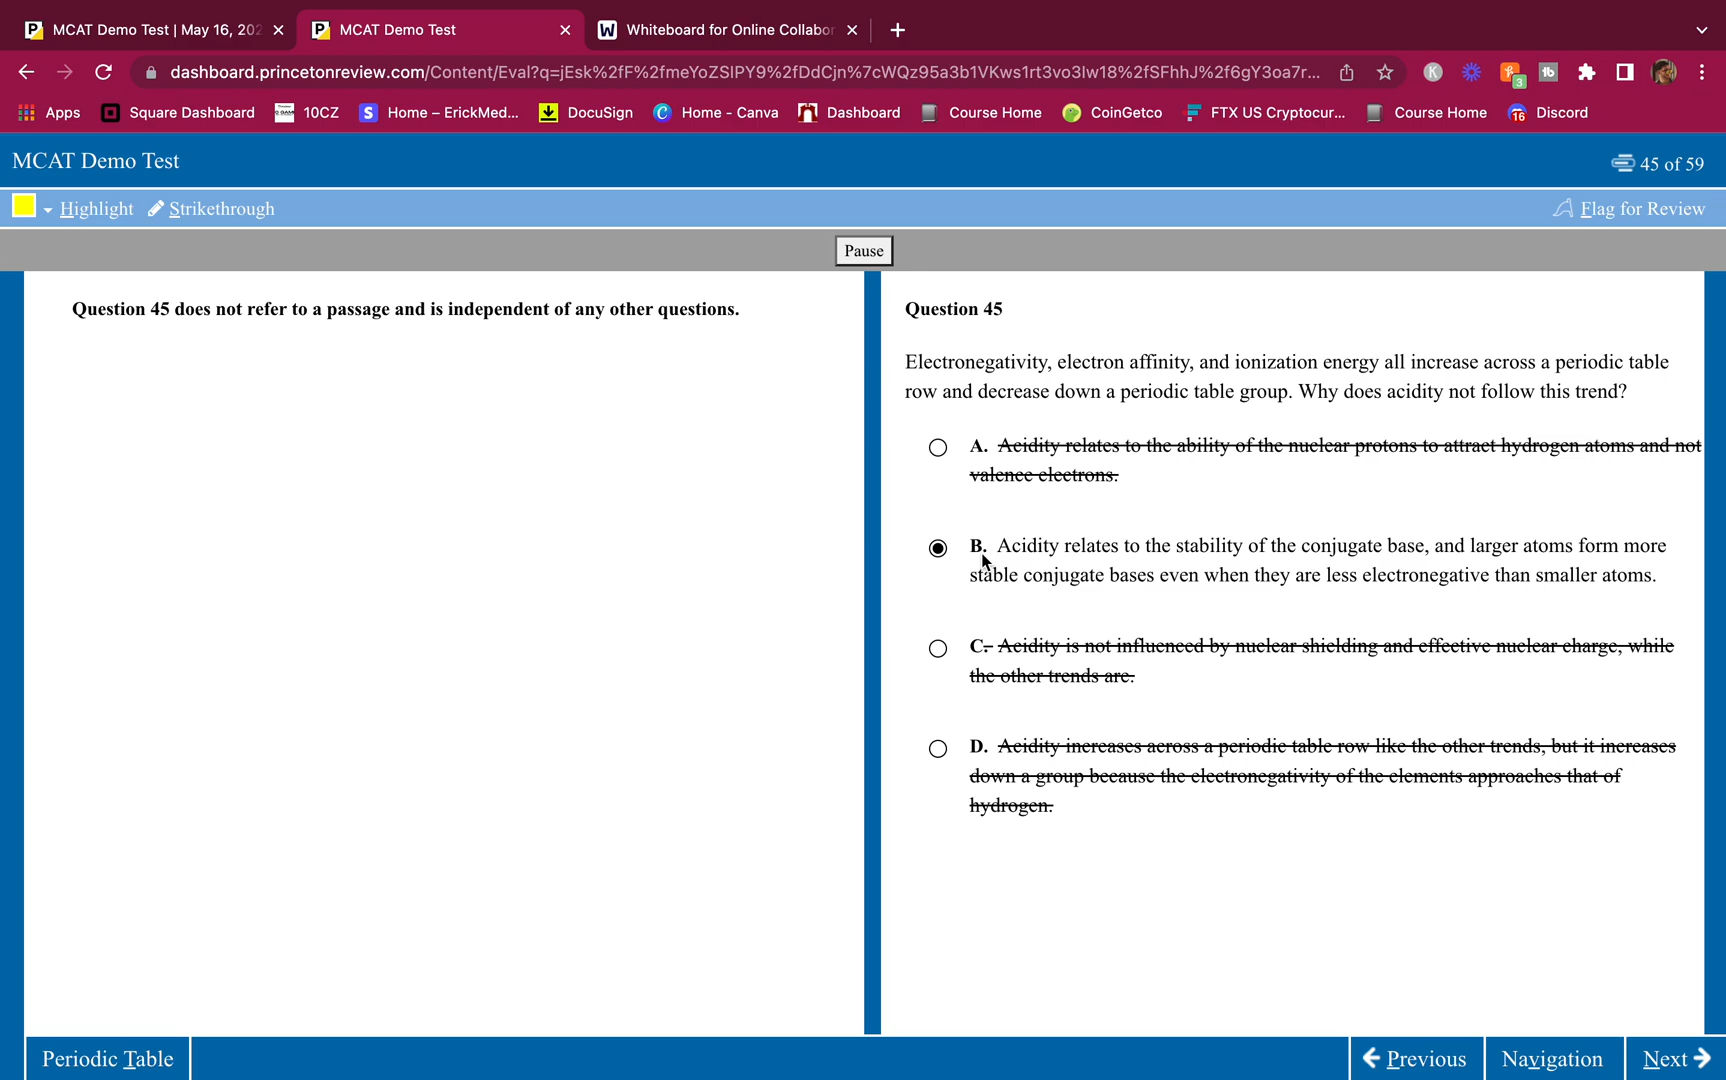 MCAT Demo Test | May 16, 202
MCAT Demo Test
Whiteboard for Online Collabor
dashboard.princetonreview.com/Content/Eval?q=jEsk%2fF%2fmeYoZSIPY9%2fDdCjn%7cWQz95a3b1VKws1rt3vo3lw18%2fSFhhJ%2f6gY3oa7r...
Apps
Square Dashboard
10CZ
Home – ErickMed...
DocuSign
Home - Canva
Dashboard
Course Home
CoinGetco
FTX US Cryptocur...
Course Home
16 Discord
MCAT Demo Test
45 of 59
Highlight
Strikethrough
Flag for Review
Pause
Question 45 does not refer to a passage and is independent of any other questions.
Question 45
Electronegativity, electron affinity, and ionization energy all increase across a periodic table
row and decrease down a periodic table group. Why does acidity not follow this trend?
A. Acidity relates to the ability of the nuclear protons to attract hydrogen atoms and not
valence electrons.
B. Acidity relates to the stability of the conjugate base, and larger atoms form more
stable conjugate bases even when they are less electronegative than smaller atoms.
C. Acidity is not influenced by nuclear shielding and effective nuclear charge, while
the other trends are.
D. Acidity increases across a periodic table row like the other trends, but it increases
down a group because the electronegativity of the elements approaches that of
hydrogen.
Periodic Table
Previous
Navigation
Next